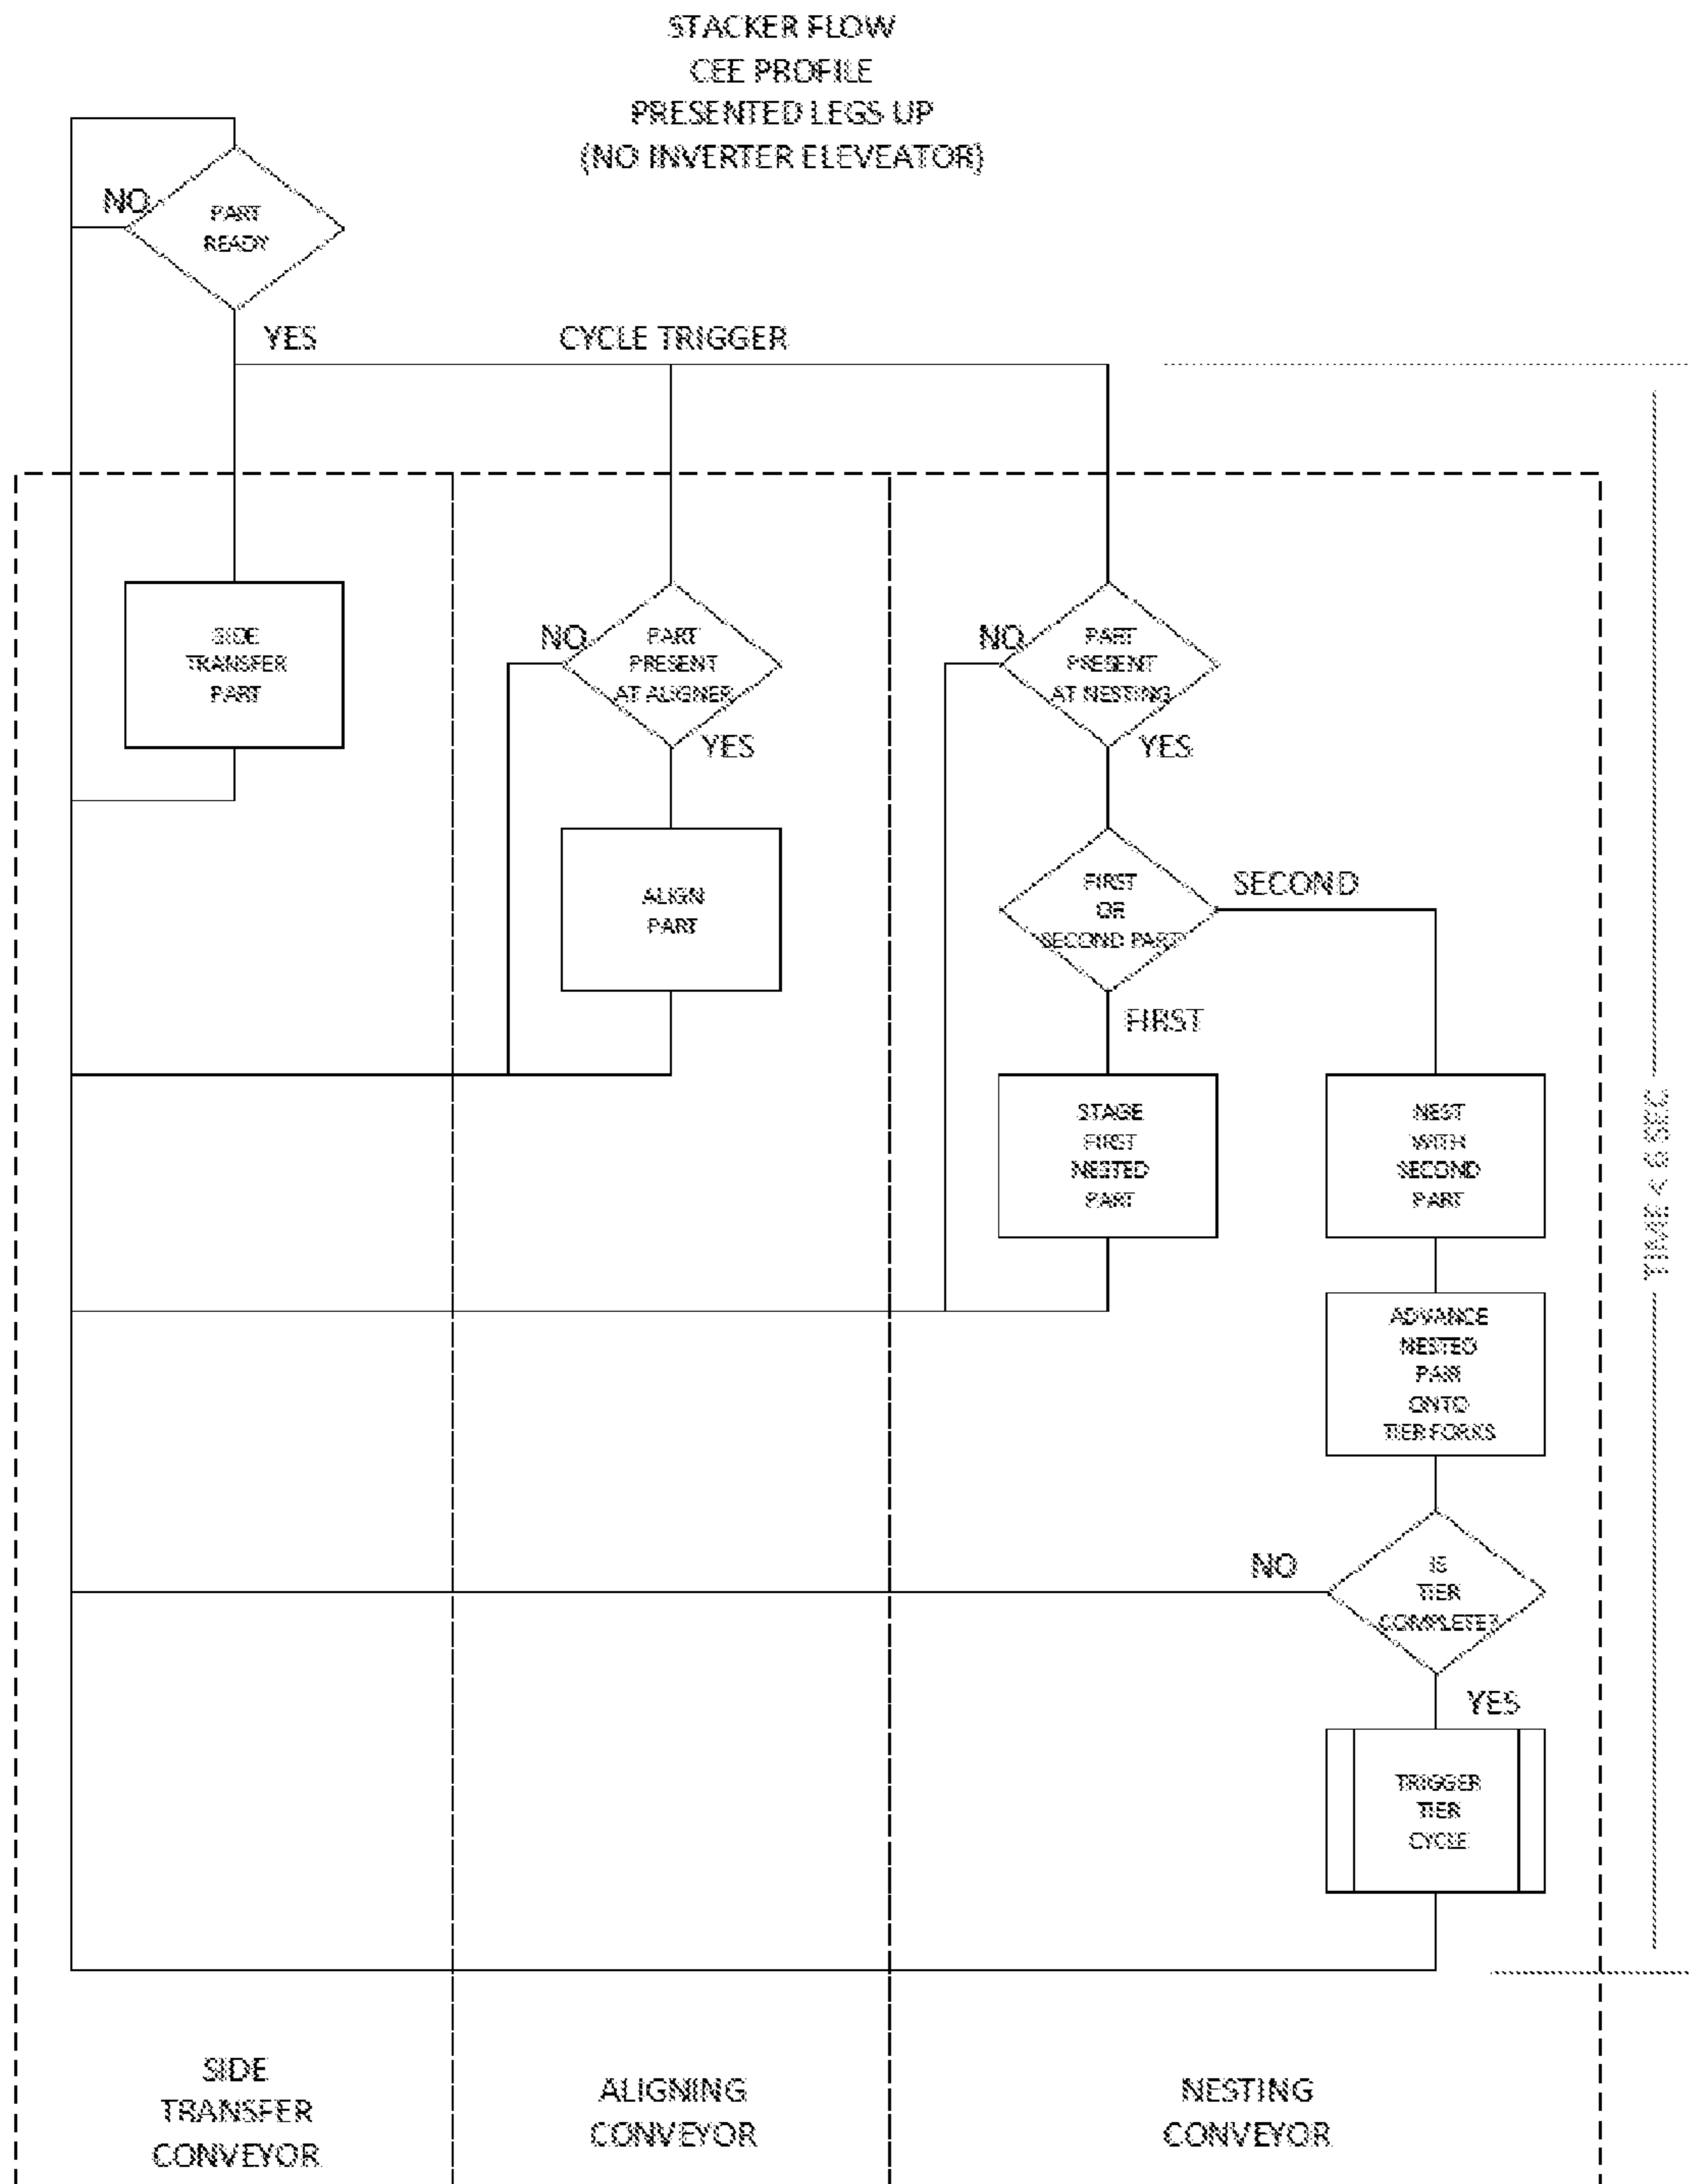 STACKER FLOW
CEE PROFILE
PRESENTED LEGS UP
(NO INVERTER ELEVEATOR)
NO
PART
READY
YES
CYCLE TRIGGER
SIDE
TRANSFER
PART
NO
PART
PRESENT
AT ALIGNER
YES
NO
PART
PRESENT
AT NESTING
YES
ALIGN
PART
FIRST
OR
SECOND PART
SECOND
FIRST
STAGE
FIRST
NESTED
PART
NEST
WITH
SECOND
PART
TIME < 6 SEC
ADVANCE
NESTED
PAIR
ONTO
TIER FORKS
NO
IS
TIER
COMPLETE?
YES
TRIGGER
TIER
CYCLE
SIDE
TRANSFER
CONVEYOR
ALIGNING
CONVEYOR
NESTING
CONVEYOR